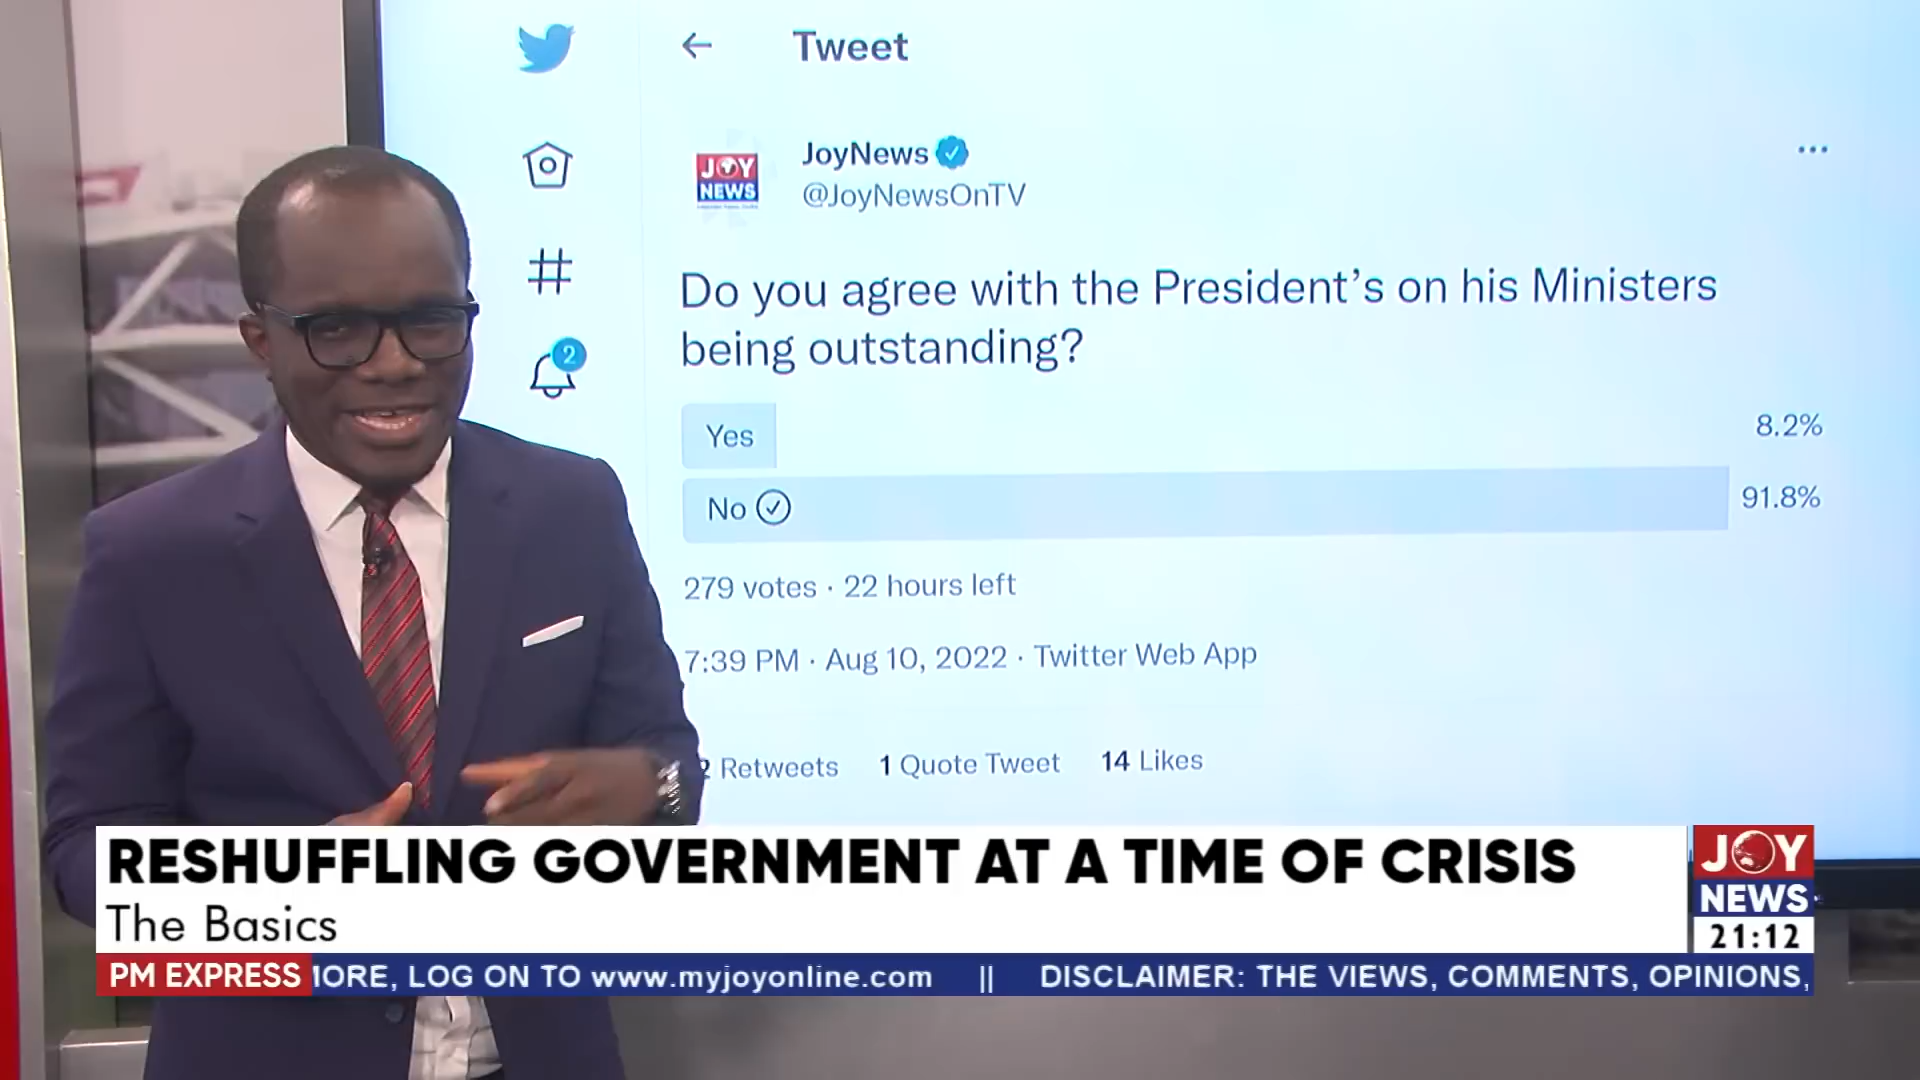 Tweet
JOY
NEWS
JoyNews
@JoyNewsOnTV
Do you agree with the President's on his Ministers
being outstanding?
Yes
8.2%
No
91.8%
279 votes · 22 hours left
7:39 PM · Aug 10, 2022 · Twitter Web App
2 Retweets 1 Quote Tweet 14 Likes
2
RESHUFFLING GOVERNMENT AT A TIME OF CRISIS
The Basics
JOY
NEWS
21:12
PM EXPRESS
MORE, LOG ON TO www.myjoyonline.com || DISCLAIMER: THE VIEWS, COMMENTS, OPINIONS,